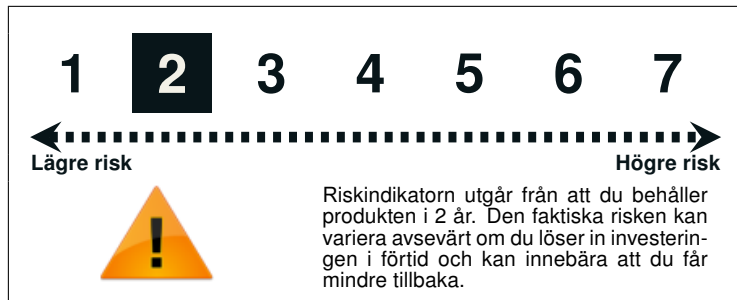 1 2 3 4 5 6 7
Lägre risk Högre risk
!
Riskindikatorn utgår från att du behåller
produkten i 2 år. Den faktiska risken kan
variera avsevärt om du löser in investerin-
gen i förtid och kan innebära att du får
mindre tillbaka.